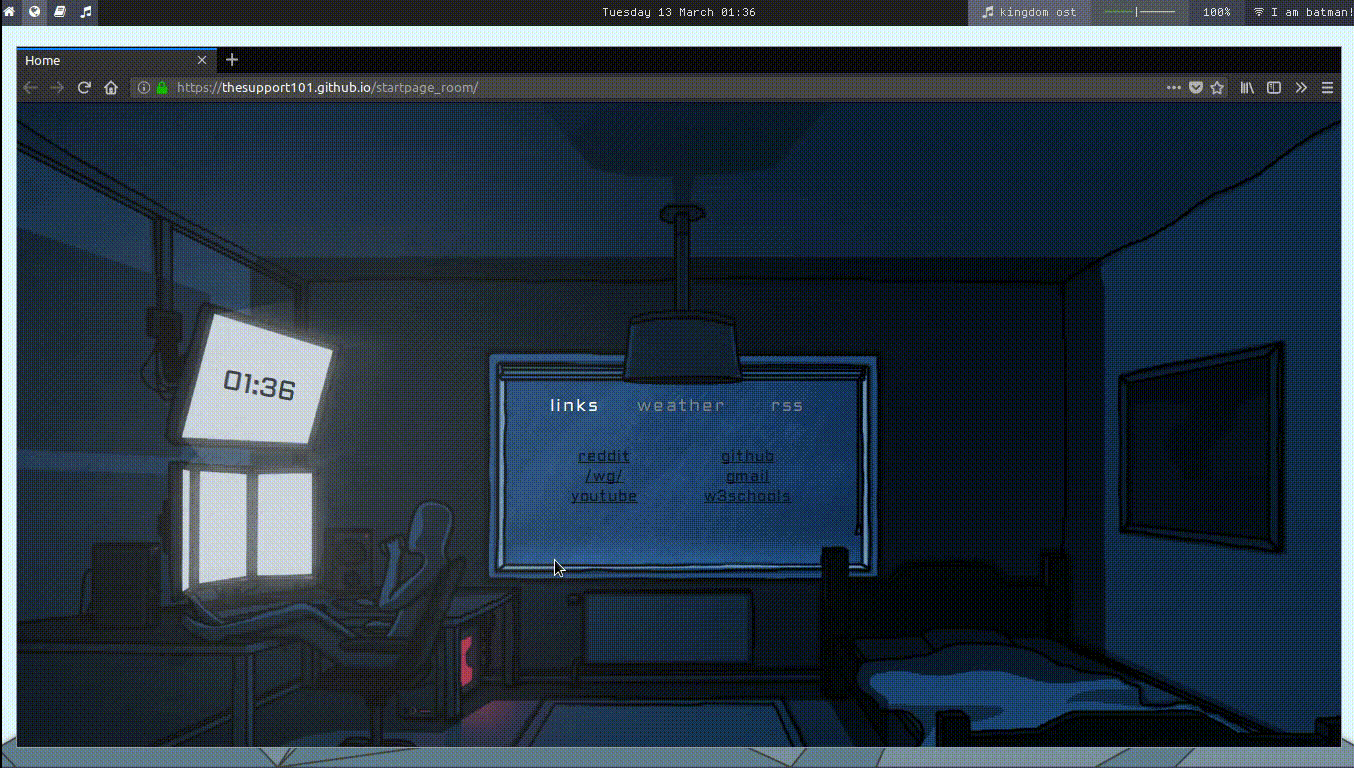 Tuesday 13 March 01:36
kingdom ost
100%
I am batman!
Home
https://thesupport101.github.io/startpage_room/
01:36
links weather rss
reddit github
/wg/ gmail
youtube w3schools